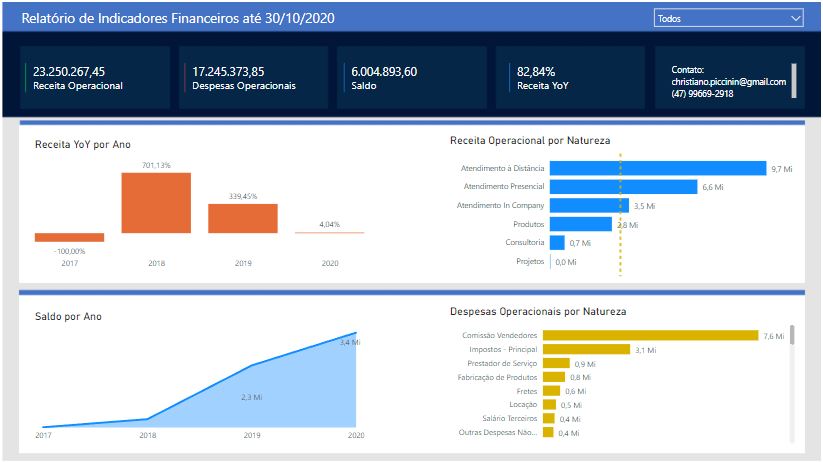 Relatório de Indicadores Financeiros até 30/10/2020
Todos
23.250.267,45
Receita Operacional
17.245.373,85
Despesas Operacionais
6.004.893,60
Saldo
82,84%
Receita YoY
Contato:
christiano.piccinin@gmail.com
(47) 99669-2918
Receita YoY por Ano
701,13%
339,45%
4,04%
-100,00%
2017
2018
2019
2020
Receita Operacional por Natureza
Atendimento à Distância 9,7 Mi
Atendimento Presencial 6,6 Mi
Atendimento In Company 3,5 Mi
Produtos 2,8 Mi
Consultoria 0,7 Mi
Projetos 0,0 Mi
Saldo por Ano
3,4 Mi
2,3 Mi
2017
2018
2019
2020
Despesas Operacionais por Natureza
Comissão Vendedores 7,6 Mi
Impostos - Principal 3,1 Mi
Prestador de Serviço 0,9 Mi
Fabricação de Produtos 0,8 Mi
Fretes 0,6 Mi
Locação 0,5 Mi
Salário Terceiros 0,4 Mi
Outras Despesas Não... 0,4 Mi